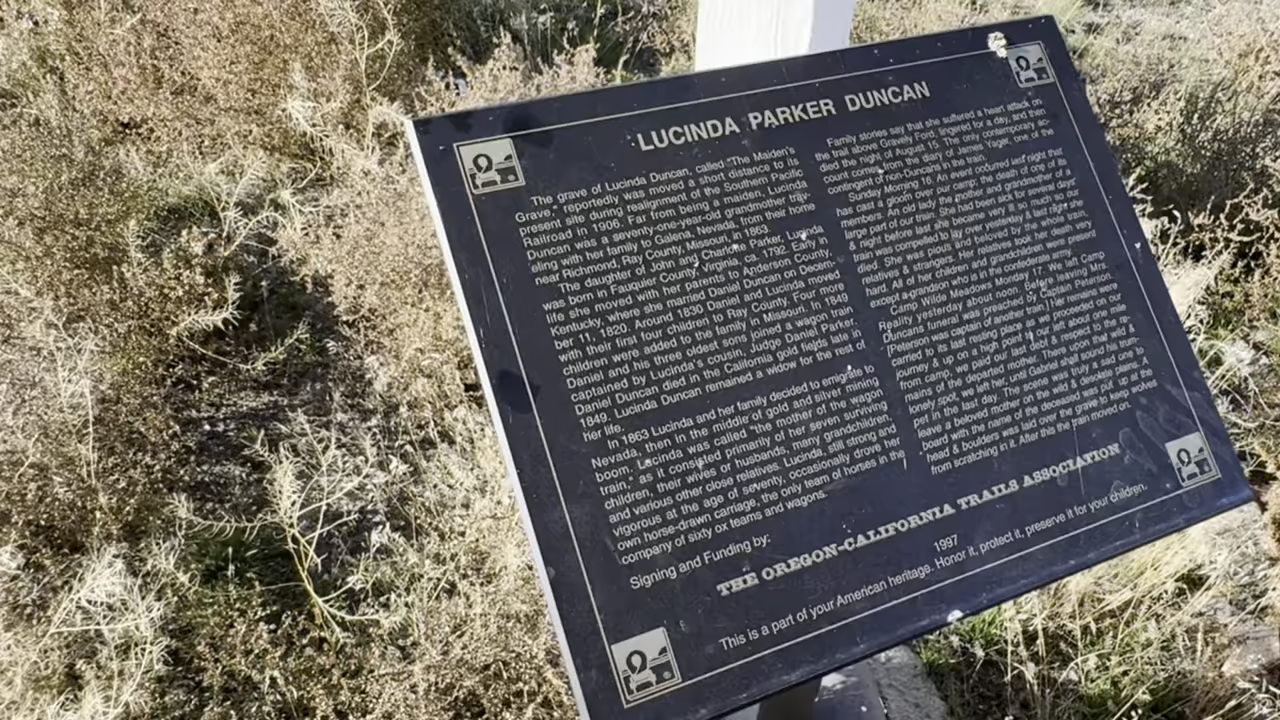 LUCINDA PARKER DUNCAN
The grave of Lucinda Duncan, called "The Maiden's
Grave," reportedly was moved a short distance to its
present site during realignment of the Southern Pacific
Railroad in 1906. Far from being a maiden, Lucinda
Duncan was a seventy-one-year-old grandmother trav-
eling with her family to Galena, Nevada, from their home
near Richmond, Ray County, Missouri, in 1863.
The daughter of John and Charlotte Parker, Lucinda
was born in Fauquier County, Virginia, ca. 1792. Early in
life she moved with her parents to Anderson County,
Kentucky, where she married Daniel Duncan on Decem-
ber 11, 1820. Around 1830 Daniel and Lucinda moved
with their first four children to Ray County. Four more
children were added to the family in Missouri. In 1849
Daniel and his three oldest sons joined a wagon train
captained by Lucinda's cousin, Judge Daniel Parker.
Daniel Duncan died in the California gold fields late in
1849. Lucinda Duncan remained a widow for the rest of
her life.
In 1863 Lucinda and her family decided to emigrate to
Nevada, then in the middle of gold and silver mining
boom. Lucinda was called "the mother of the wagon
train," as it consisted primarily of her seven surviving
children, their wives or husbands, many grandchildren
and various other close relatives. Lucinda, still strong and
vigorous at the age of seventy, occasionally drove her
own horse-drawn carriage, the only team of horses in the
company of sixty ox teams and wagons.
Family stories say that she suffered a heart attack on
the trail above Gravely Ford, lingered for a day, and then
died the night of August 15. The only contemporary ac-
count comes from the diary of James Yager, one of the
contingent of non-Duncans in the train.
Sunday Morning 16. An event occurred last night that
has cast a gloom over our camp; the death of one of its
members. An old lady the mother and grandmother of a
large part of our train. She had been sick for several days
& night before last she became very ill so much so our
train was compelled to lay over yesterday & last night she
died. She was pious and beloved by the whole train,
relatives & strangers. Her relatives took her death very
hard. All of her children and grandchildren were present
except a grandson who is in the confederate army.
Camp Wilde Meadows Monday 17. We left Camp
Reality yesterday about noon. Before leaving Mrs.
Duncans funeral was preached by Captain Peterson
[Peterson was captain of another train.] Her remains were
carried to its last resting place as we proceeded on our
journey & up on a high point to our left about one mile
from camp, we paid our last debt & respect to the re-
mains of the departed mother. There upon that wild &
lonely spot, we left her, until Gabriel shall sound his trum-
pet in the last day. The scene was truly a sad one to
leave a beloved mother on the wild & desolate plains. A
board with the name of the deceased was put up at the
head & boulders was laid over the grave to keep wolves
from scratching in it. After this the train moved on.
Signing and Funding by:
THE OREGON-CALIFORNIA TRAILS ASSOCIATION
1997
This is a part of your American heritage. Honor it, protect it, preserve it for your children.